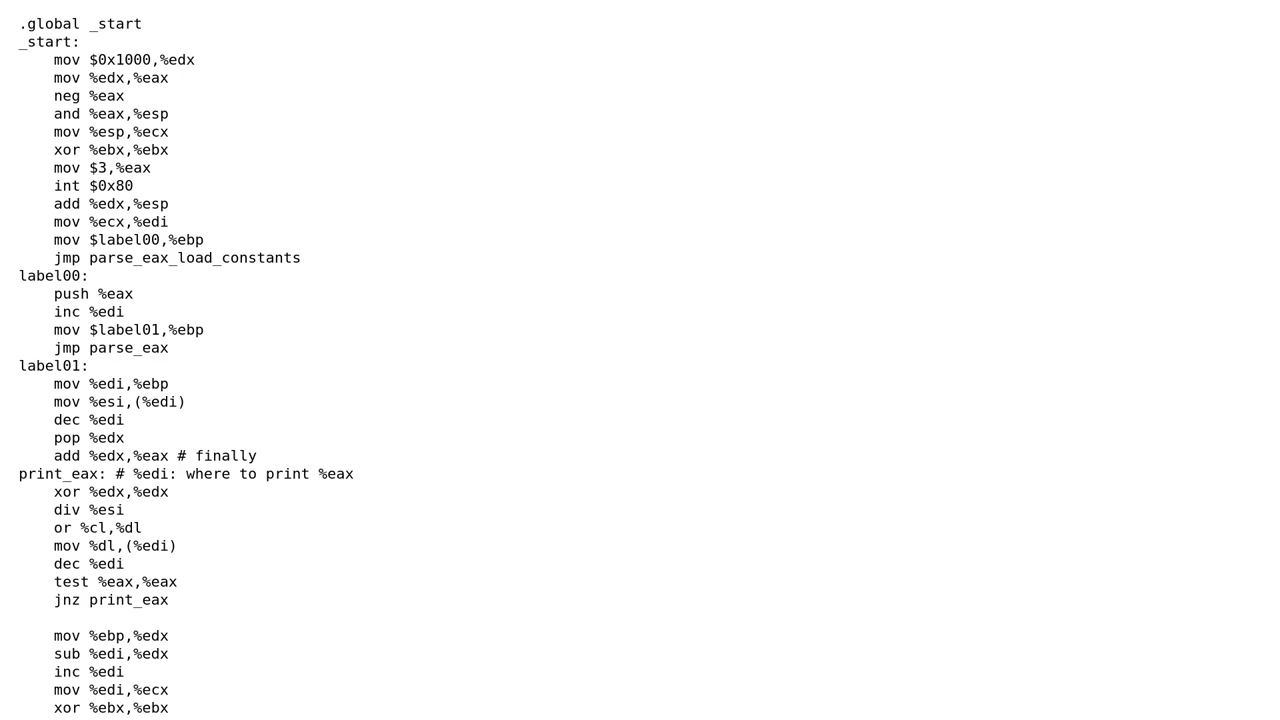 .global _start
_start:
    mov $0x1000,%edx
    mov %edx,%eax
    neg %eax
    and %eax,%esp
    mov %esp,%ecx
    xor %ebx,%ebx
    mov $3,%eax
    int $0x80
    add %edx,%esp
    mov %ecx,%edi
    mov $label00,%ebp
    jmp parse_eax_load_constants
label00:
    push %eax
    inc %edi
    mov $label01,%ebp
    jmp parse_eax
label01:
    mov %edi,%ebp
    mov %esi,(%edi)
    dec %edi
    pop %edx
    add %edx,%eax # finally
print_eax: # %edi: where to print %eax
    xor %edx,%edx
    div %esi
    or %cl,%dl
    mov %dl,(%edi)
    dec %edi
    test %eax,%eax
    jnz print_eax

    mov %ebp,%edx
    sub %edi,%edx
    inc %edi
    mov %edi,%ecx
    xor %ebx,%ebx